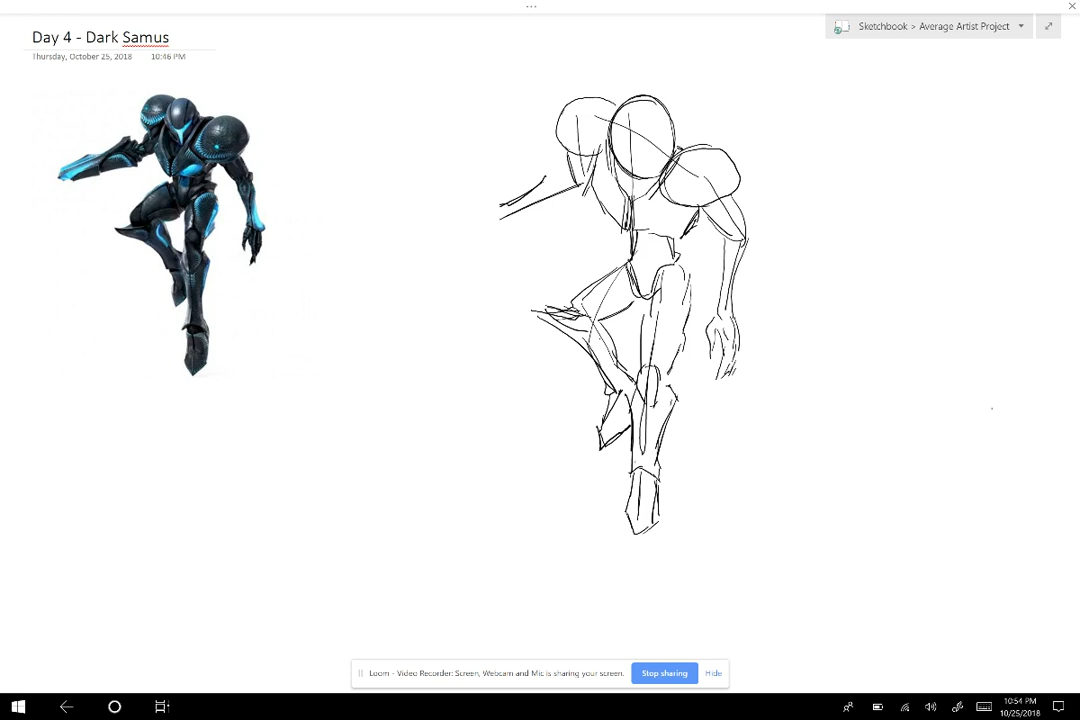 Day 4 - Dark Samus
Sketchbook > Average Artist Project
Thursday, October 25, 2018 10:46 PM
Loom - Video Recorder: Screen, Webcam and Mic is sharing your screen. Stop sharing Hide
10:54 PM
10/25/2018